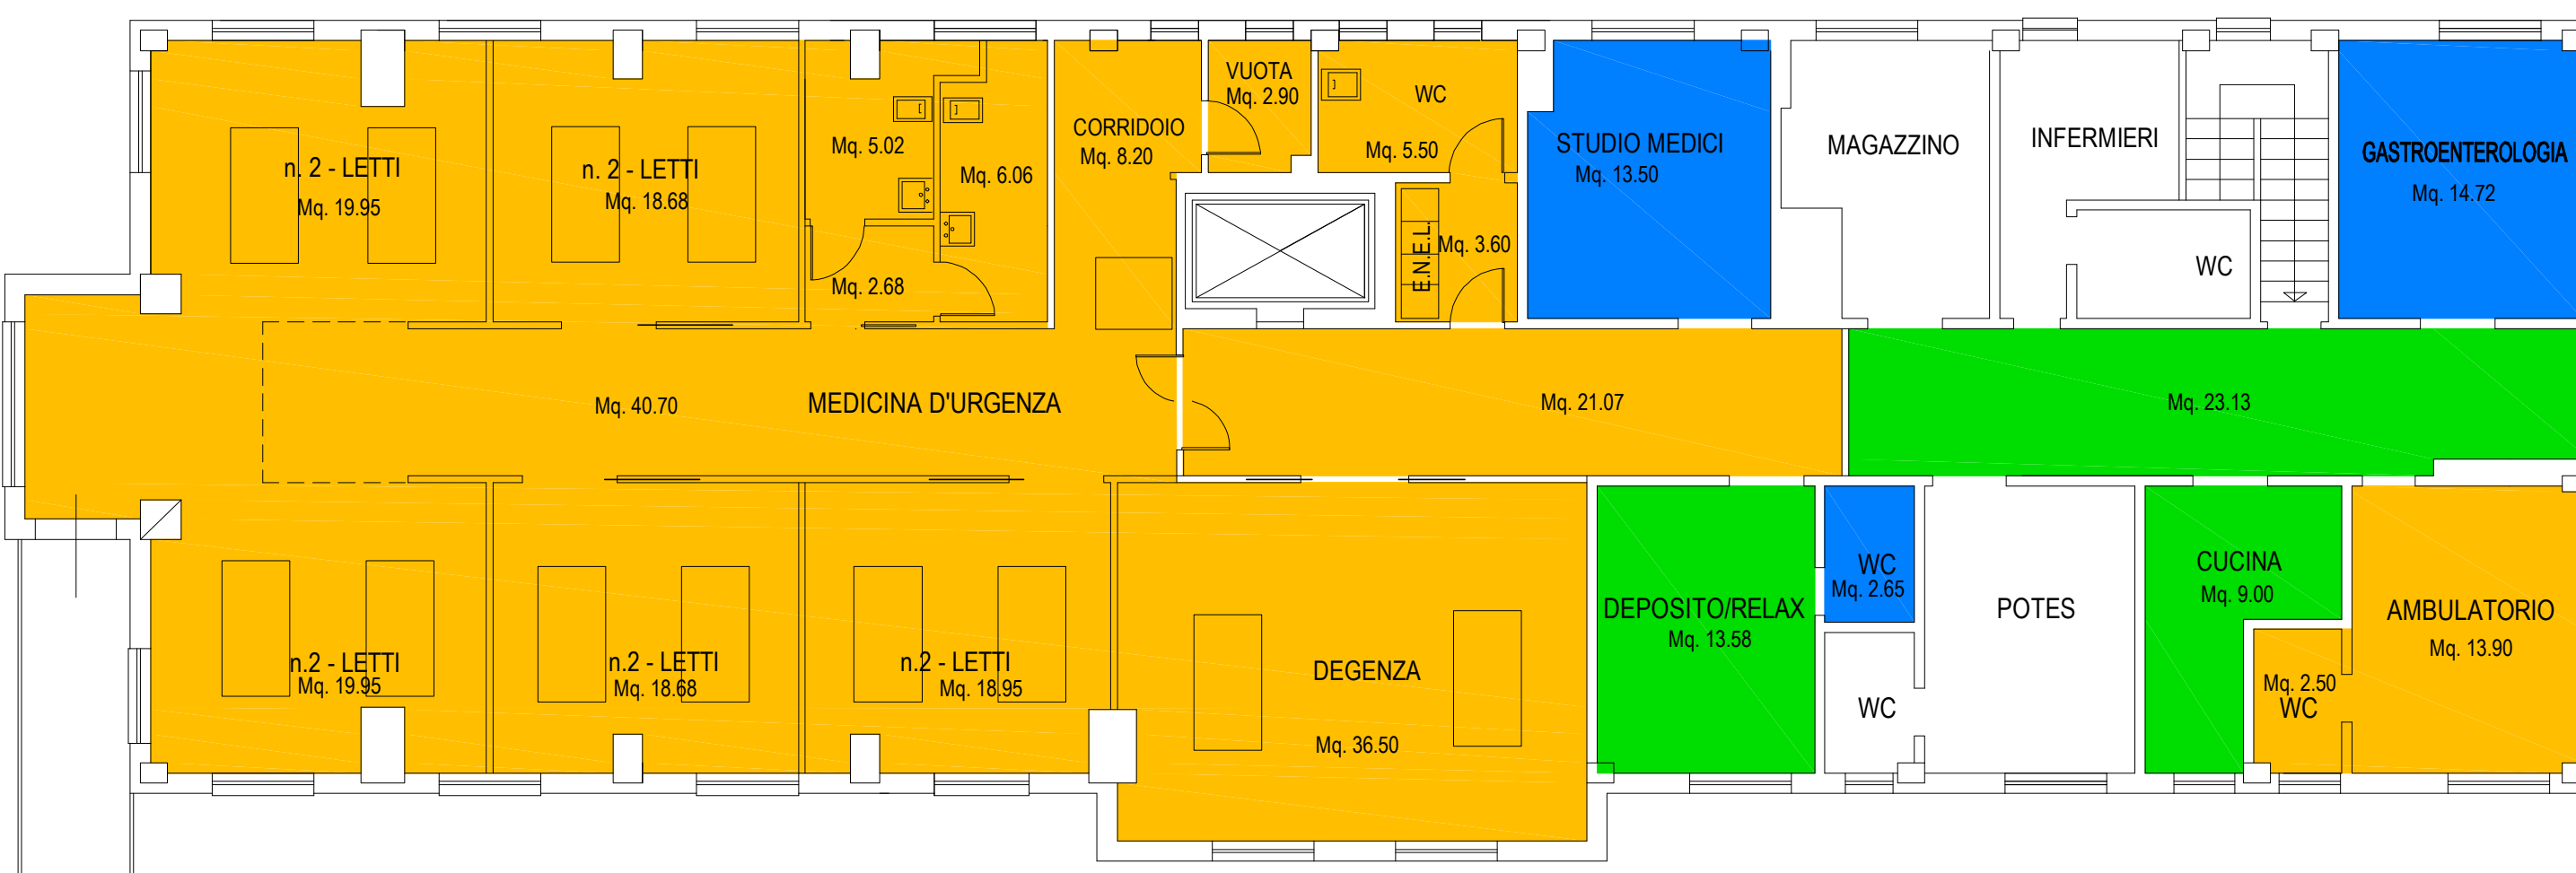 n. 2 - LETTI
Mq. 19.95
n. 2 - LETTI
Mq. 18.68
Mq. 5.02
Mq. 6.06
Mq. 2.68
CORRIDOIO
Mq. 8.20
VUOTA
Mq. 2.90
WC
Mq. 5.50
E.N.E.L.
Mq. 3.60
STUDIO MEDICI
Mq. 13.50
MAGAZZINO
INFERMIERI
WC
GASTROENTEROLOGIA
Mq. 14.72
Mq. 40.70
MEDICINA D'URGENZA
Mq. 21.07
Mq. 23.13
n.2 - LETTI
Mq. 19.95
n.2 - LETTI
Mq. 18.68
n.2 - LETTI
Mq. 18.95
DEGENZA
Mq. 36.50
DEPOSITO/RELAX
Mq. 13.58
WC
Mq. 2.65
WC
POTES
CUCINA
Mq. 9.00
Mq. 2.50
WC
AMBULATORIO
Mq. 13.90